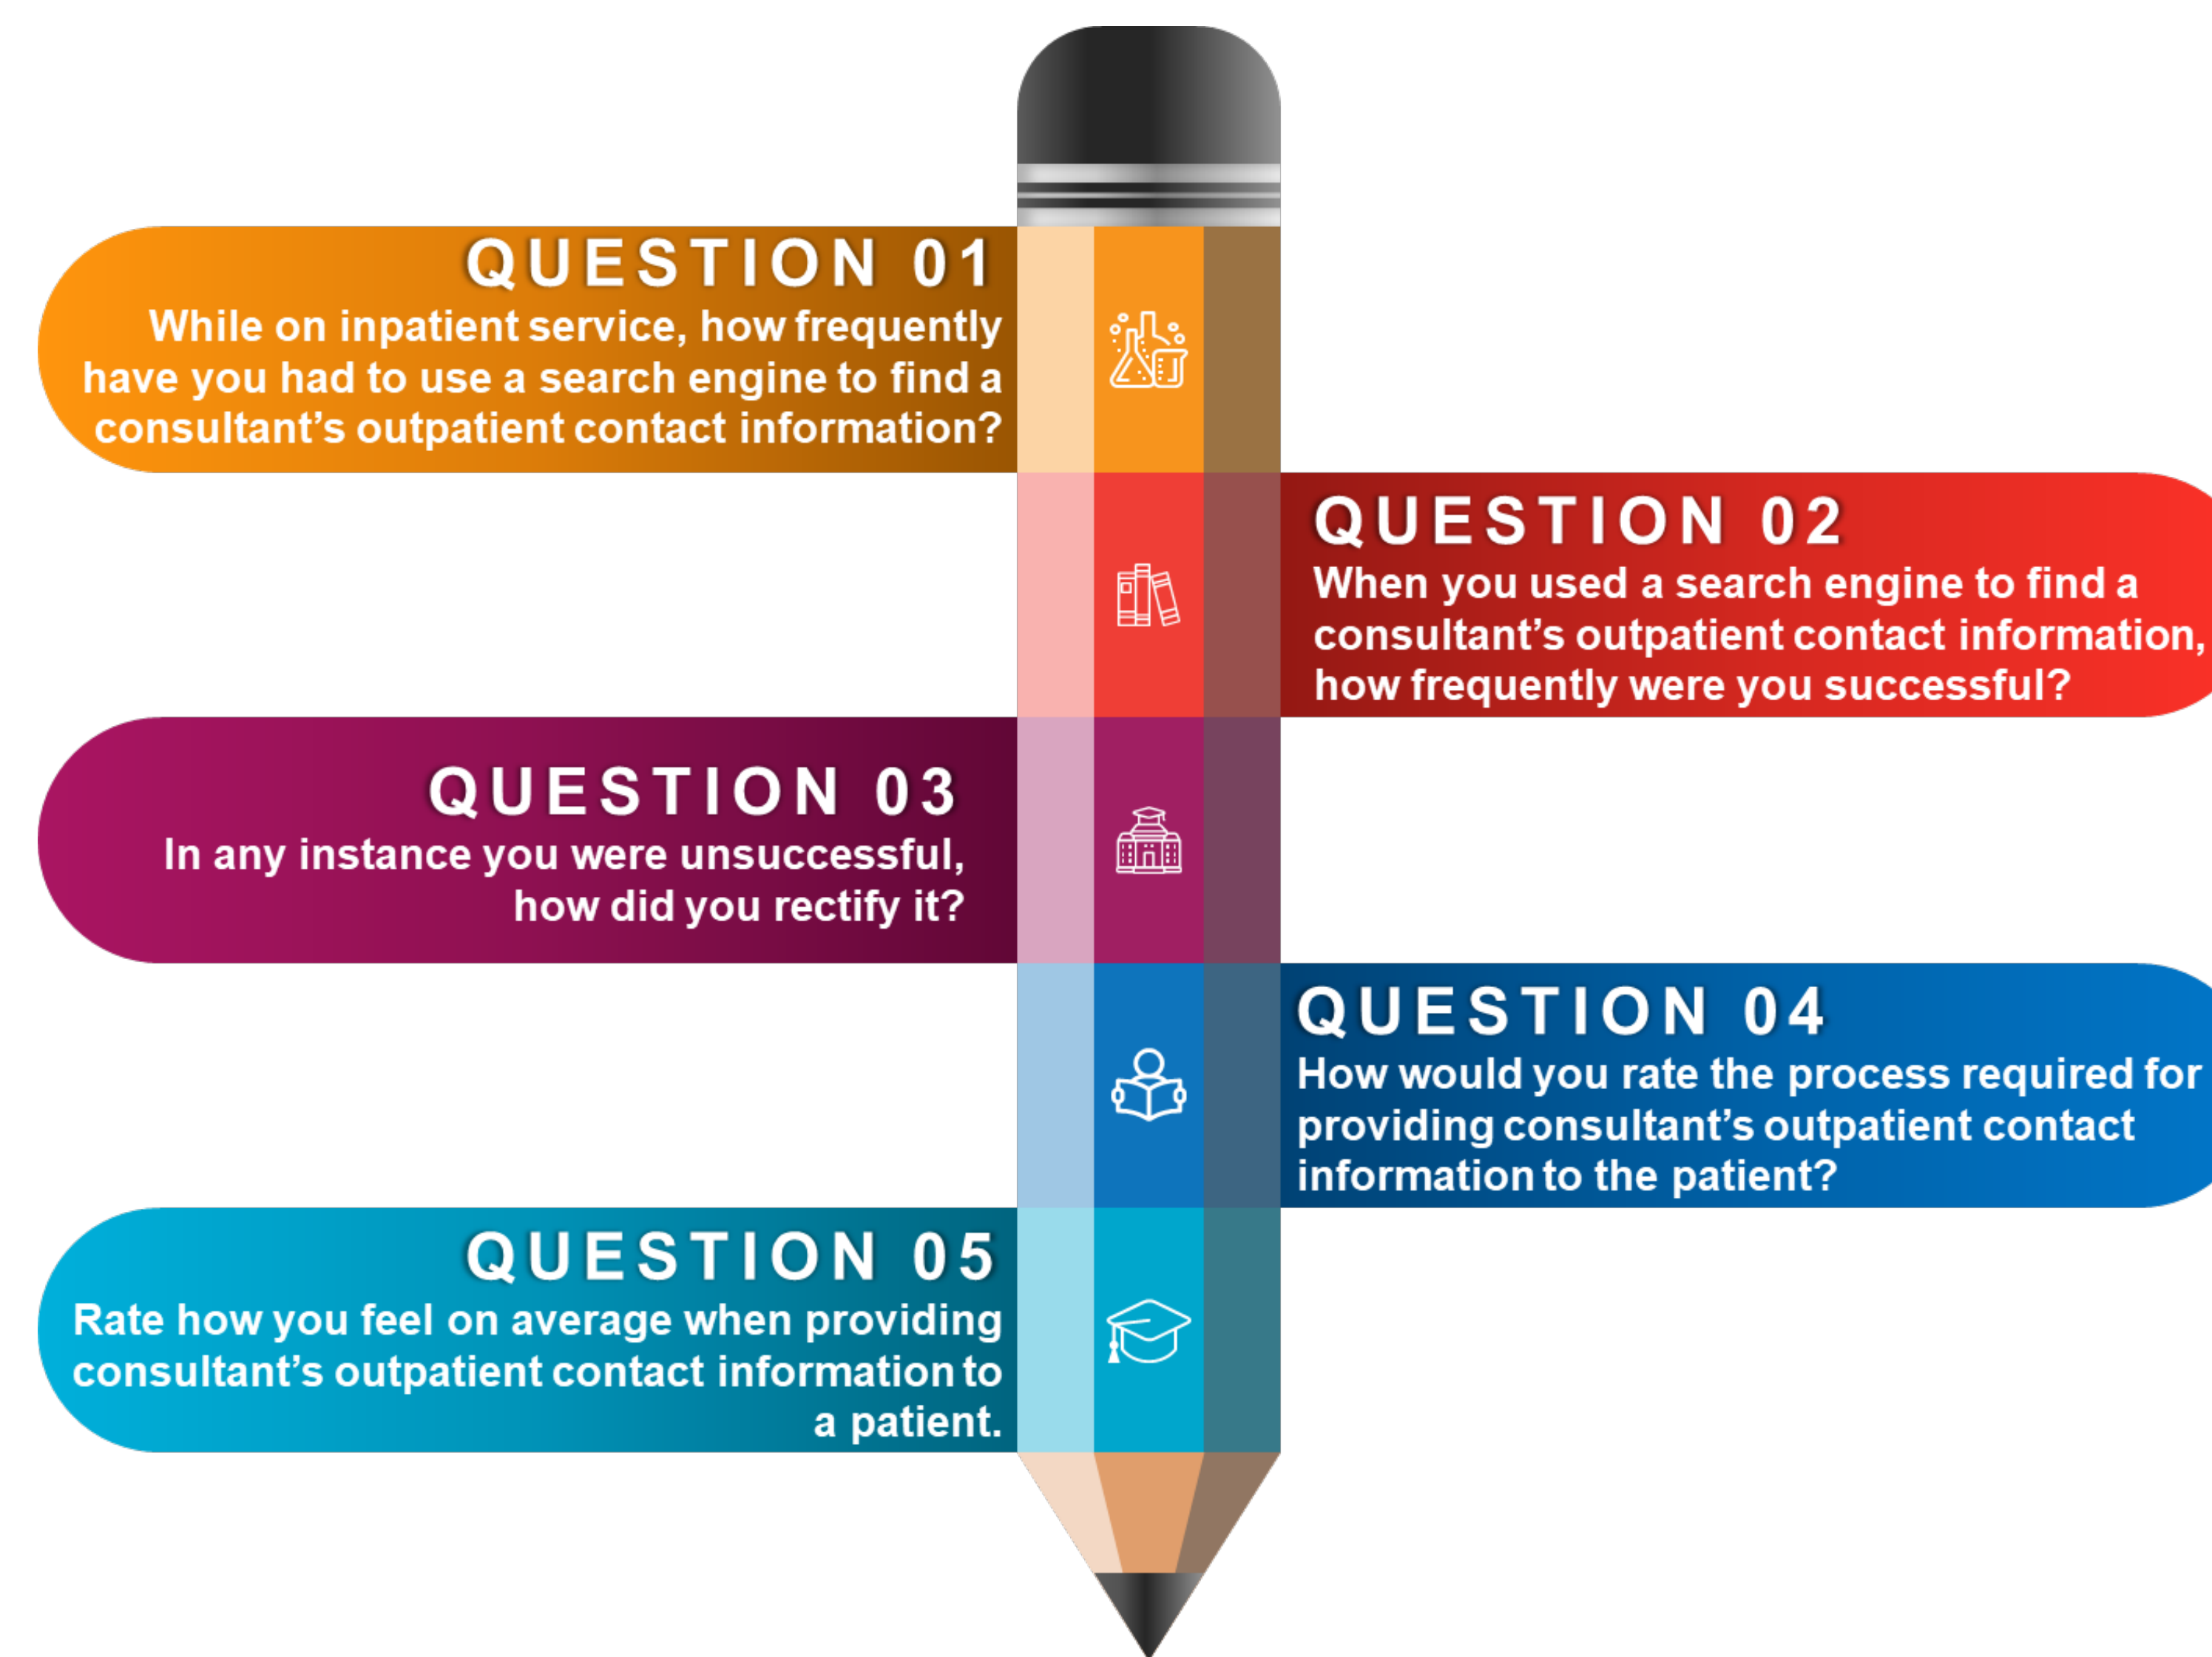 QUESTION 01
While on inpatient service, how frequently
have you had to use a search engine to find a
consultant’s outpatient contact information?
QUESTION 02
When you used a search engine to find a
consultant’s outpatient contact information,
how frequently were you successful?
QUESTION 03
In any instance you were unsuccessful,
how did you rectify it?
QUESTION 04
How would you rate the process required for
providing consultant’s outpatient contact
information to the patient?
QUESTION 05
Rate how you feel on average when providing
consultant’s outpatient contact information to
a patient.